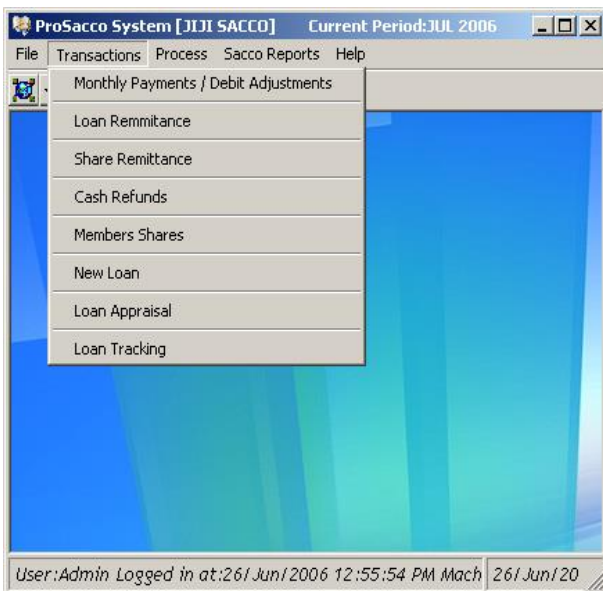 ProSacco System [JIJI SACCO] Current Period:JUL 2006
File Transactions Process Sacco Reports Help
Monthly Payments / Debit Adjustments
Loan Remmitance
Share Remittance
Cash Refunds
Members Shares
New Loan
Loan Appraisal
Loan Tracking
User:Admin Logged in at:26/Jun/2006 12:55:54 PM Mach 26/Jun/20